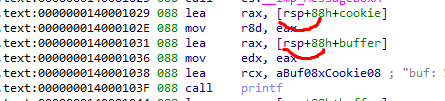 .text:0000000140001029 088 lea rax, [rsp+88h+cookie]
.text:000000014000102E 088 mov r8d, eax
.text:0000000140001031 088 lea rax, [rsp+88h+buffer]
.text:0000000140001036 088 mov edx, eax
.text:0000000140001038 088 lea rcx, aBuf08xCookie08 ; "buf:
.text:000000014000103F 088 call printf